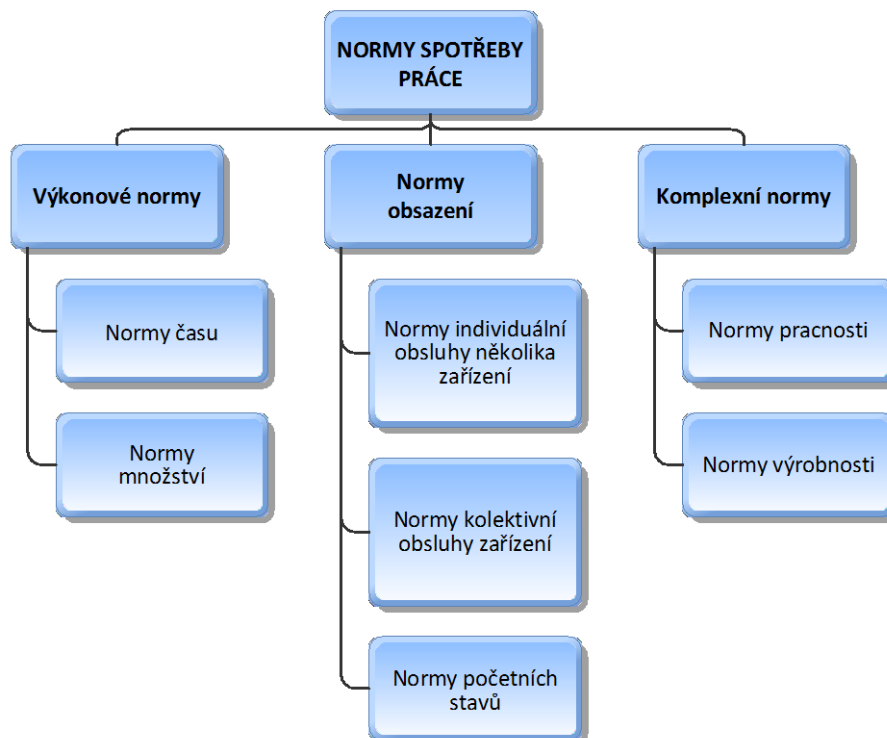 NORMY SPOTŘEBY
PRÁCE
Výkonové normy
Normy
obsazení
Komplexní normy
Normy času
Normy
množství
Normy individuální
obsluhy několika
zařízení
Normy kolektivní
obsluhy zařízení
Normy početních
stavů
Normy pracnosti
Normy výrobnosti